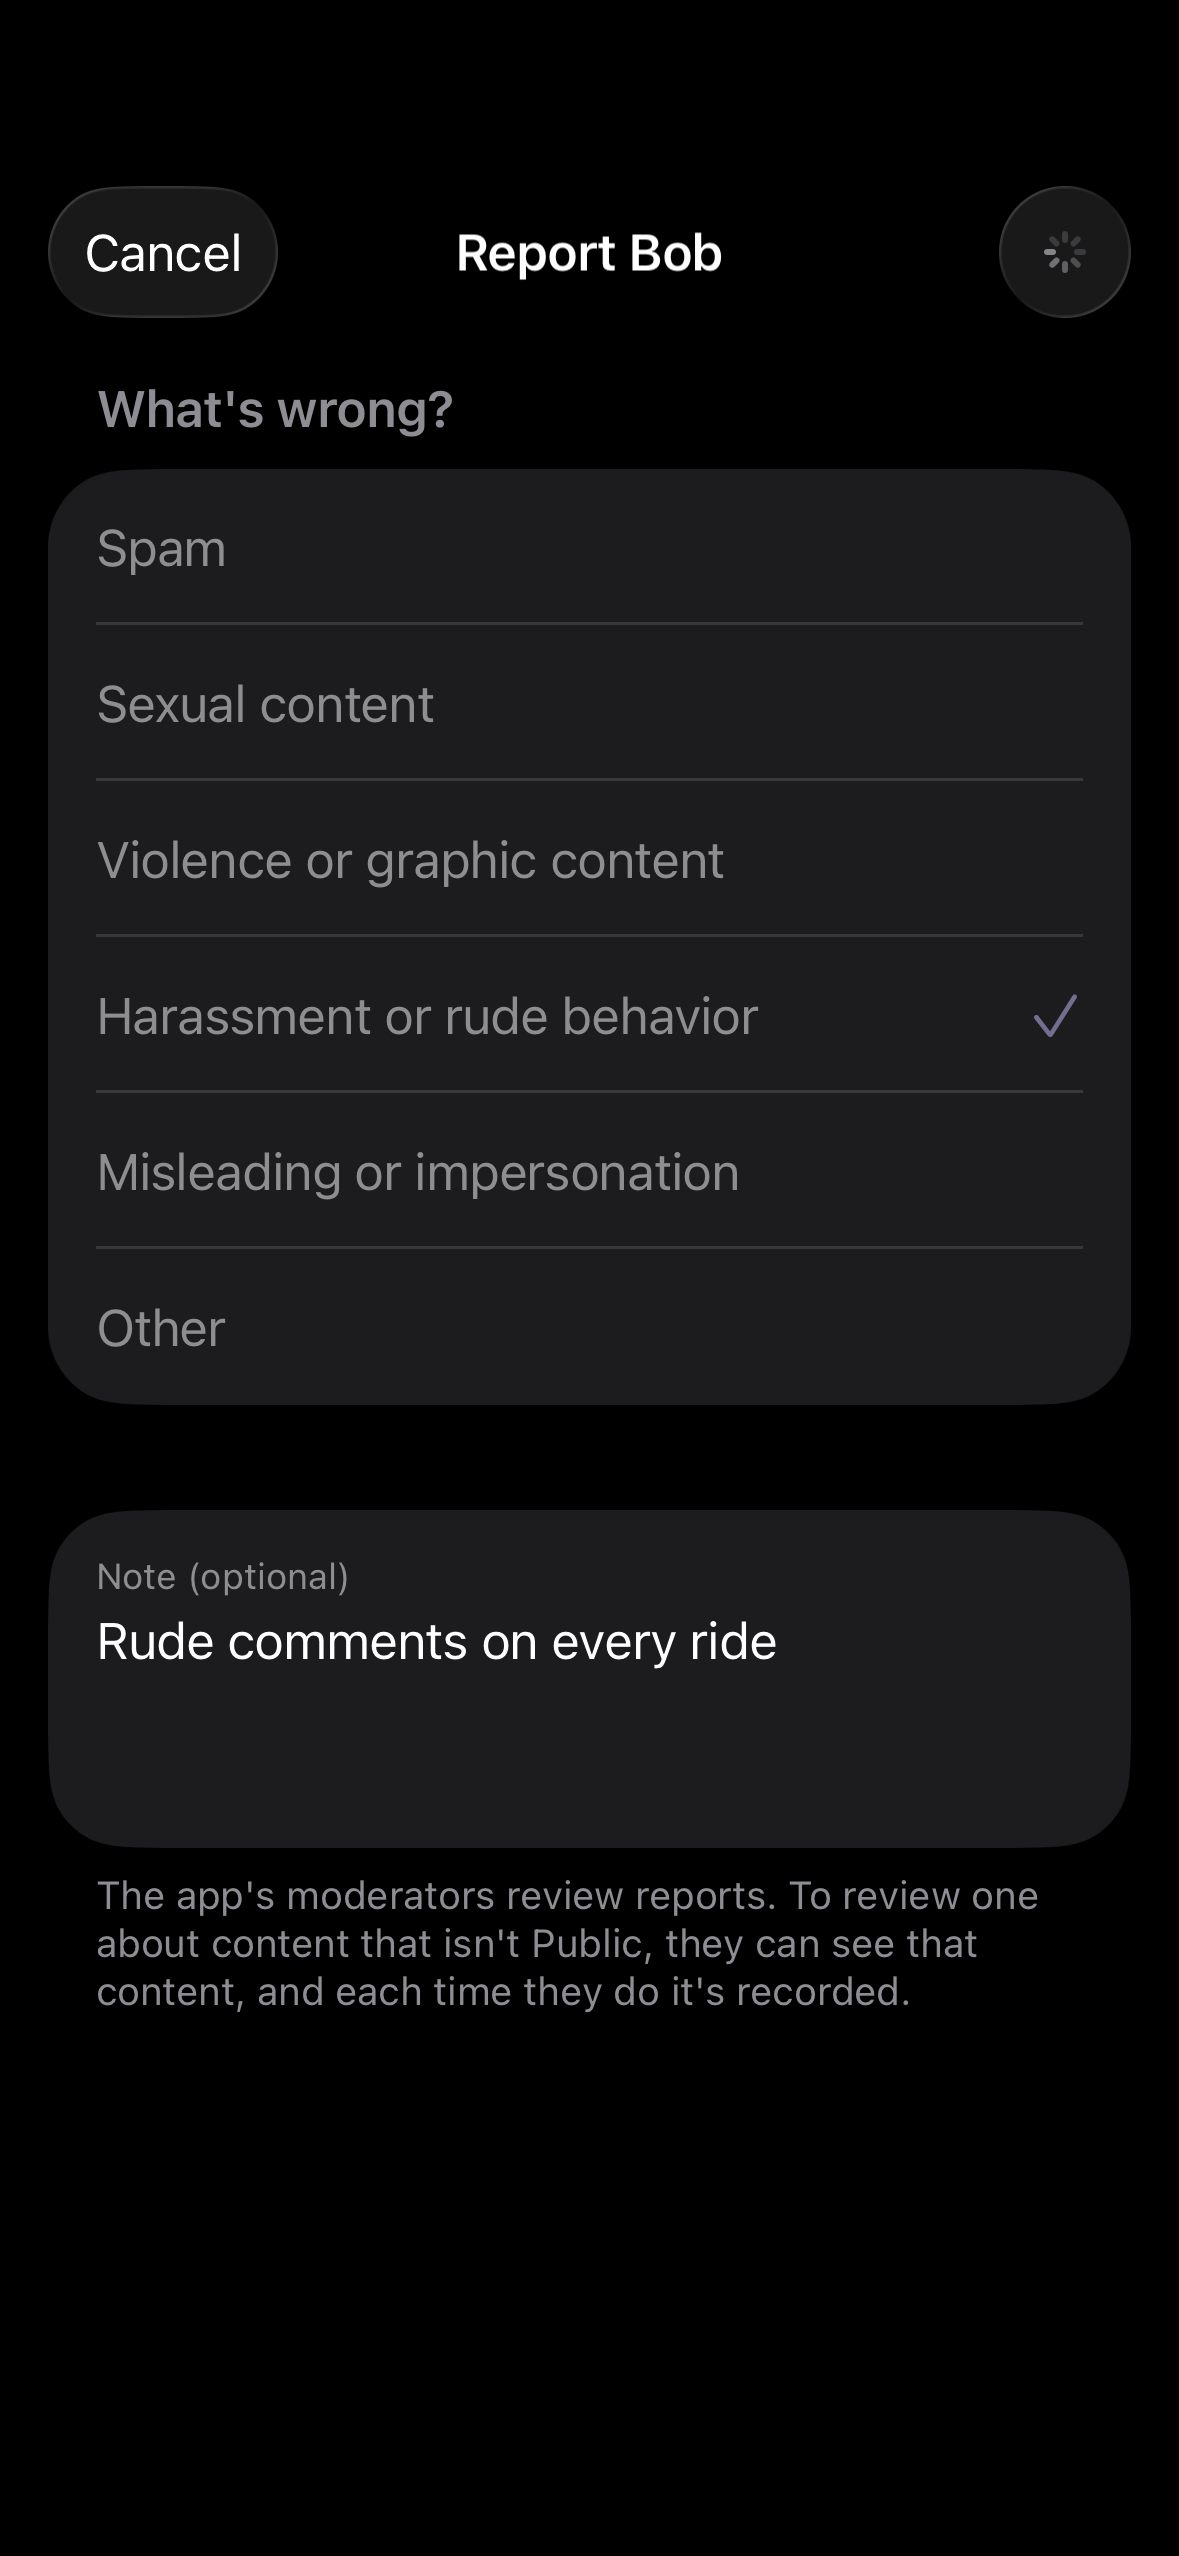 Cancel
Report Bob
What's wrong?
Spam
Sexual content
Violence or graphic content
Harassment or rude behavior
Misleading or impersonation
Other
Note (optional)
Rude comments on every ride
The app's moderators review reports. To review one
about content that isn't Public, they can see that
content, and each time they do it's recorded.